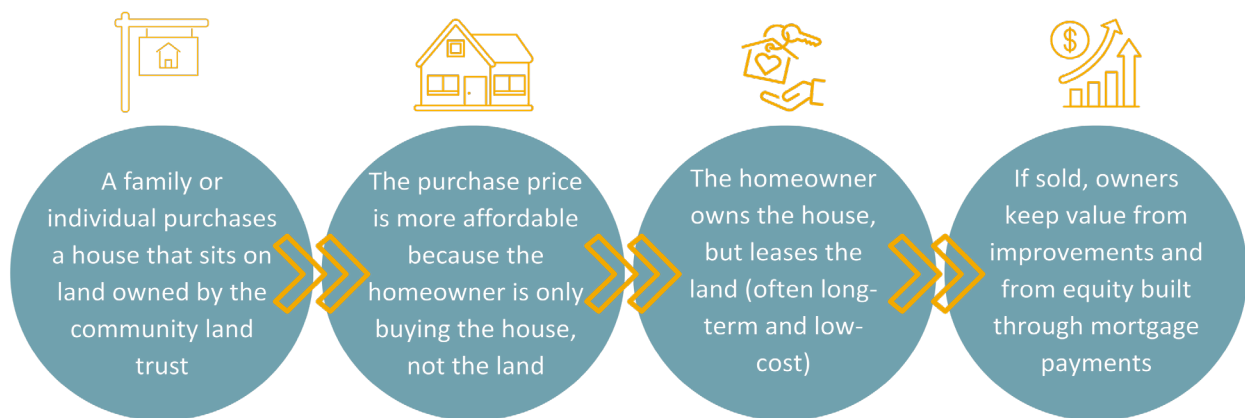 A family or
individual purchases
a house that sits on
land owned by the
community land
trust
The purchase price
is more affordable
because the
homeowner is only
buying the house,
not the land
The homeowner
owns the house,
but leases the
land (often long-
term and low-
cost)
If sold, owners
keep value from
improvements and
from equity built
through mortgage
payments
$